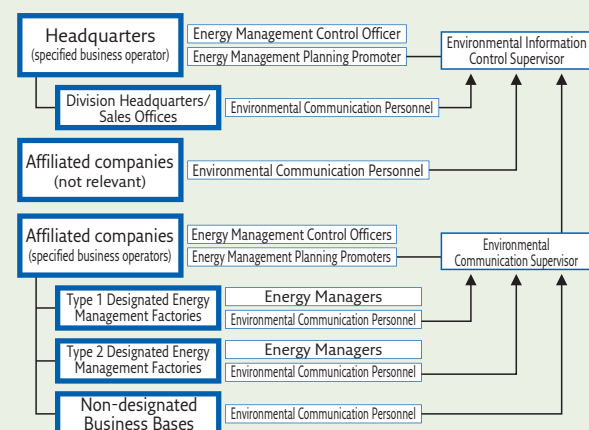 Headquarters
(specified business operator)
Energy Management Control Officer
Energy Management Planning Promoter
Environmental Information
Control Supervisor
Division Headquarters/
Sales Offices
Environmental Communication Personnel
Affiliated companies
(not relevant)
Environmental Communication Personnel
Affiliated companies
(specified business operators)
Energy Management Control Officers
Energy Management Planning Promoters
Environmental
Communication Supervisor
Type 1 Designated Energy
Management Factories
Energy Managers
Environmental Communication Personnel
Type 2 Designated Energy
Management Factories
Energy Managers
Environmental Communication Personnel
Non-designated
Business Bases
Environmental Communication Personnel